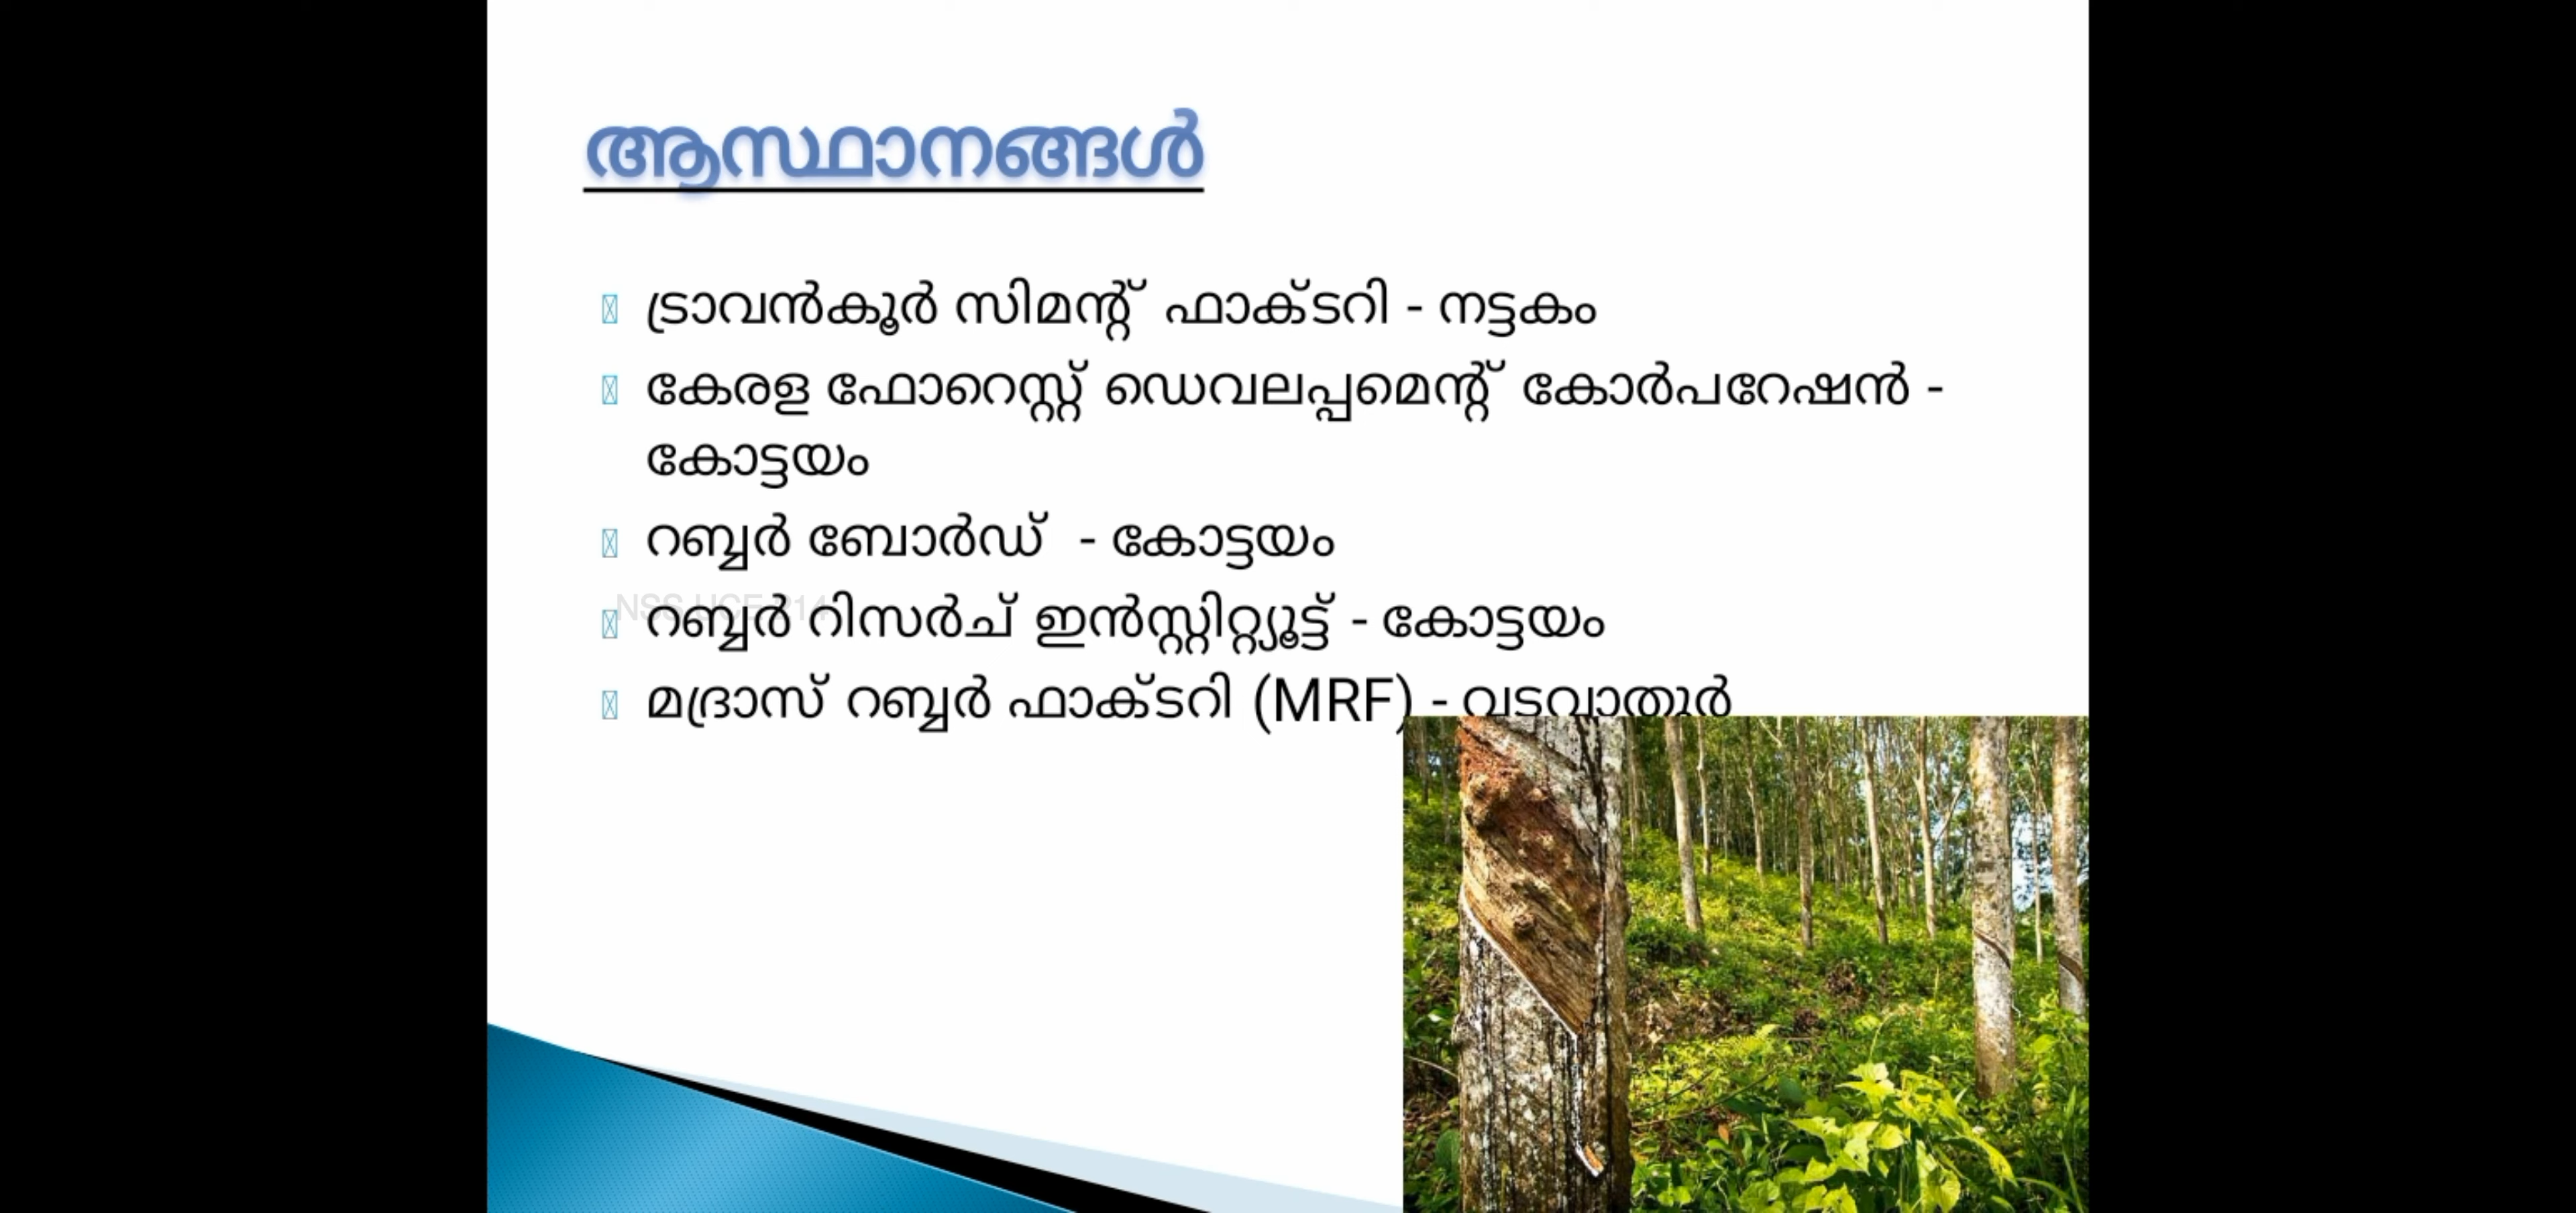 ആസ്ഥാനങ്ങൾ
ട്രാവൻകൂർ സിമന്റ് ഫാക്ടറി - നട്ടകം
കേരള ഫോറെസ്റ്റ് ഡെവലപ്പമെന്റ് കോർപറേഷൻ -
കോട്ടയം
റബ്ബർ ബോർഡ് - കോട്ടയം
റബ്ബർ റിസർച് ഇൻസ്റ്റിറ്റ്യൂട്ട് - കോട്ടയം
മദ്രാസ് റബ്ബർ ഫാക്ടറി (MRF) - വടവാതൂർ